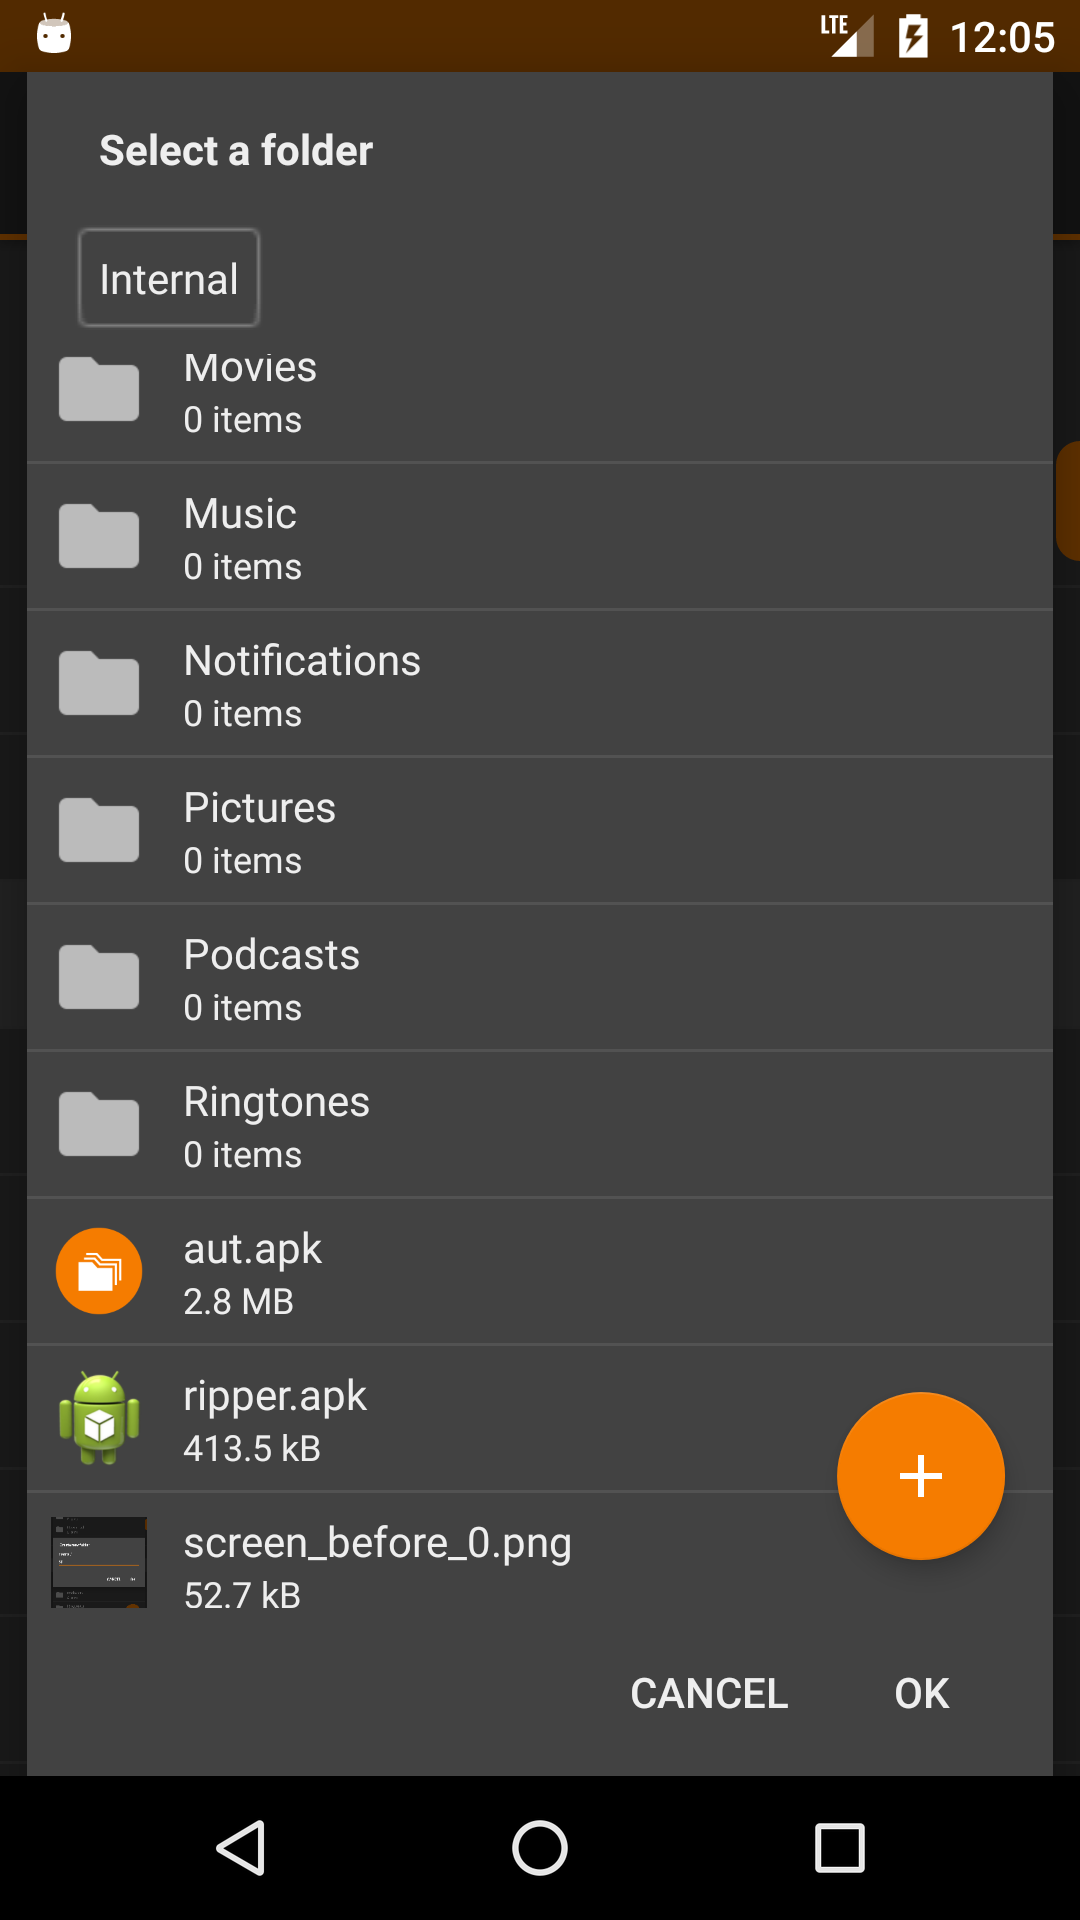 LTE
12:05
Select a folder
Internal
Movies
0 items
Music
0 items
Notifications
0 items
Pictures
0 items
Podcasts
0 items
Ringtones
0 items
aut.apk
2.8 MB
ripper.apk
413.5 kB
screen_before_0.png
52.7 kB
CANCEL
OK